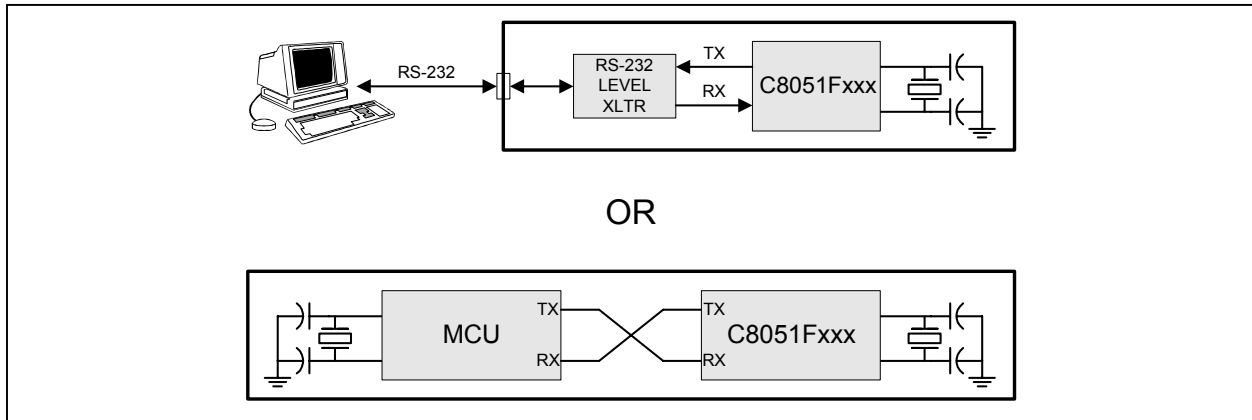 RS-232
RS-232
LEVEL
XLTR
TX
RX
C8051Fxxx
OR
MCU
TX
RX
TX
RX
C8051Fxxx